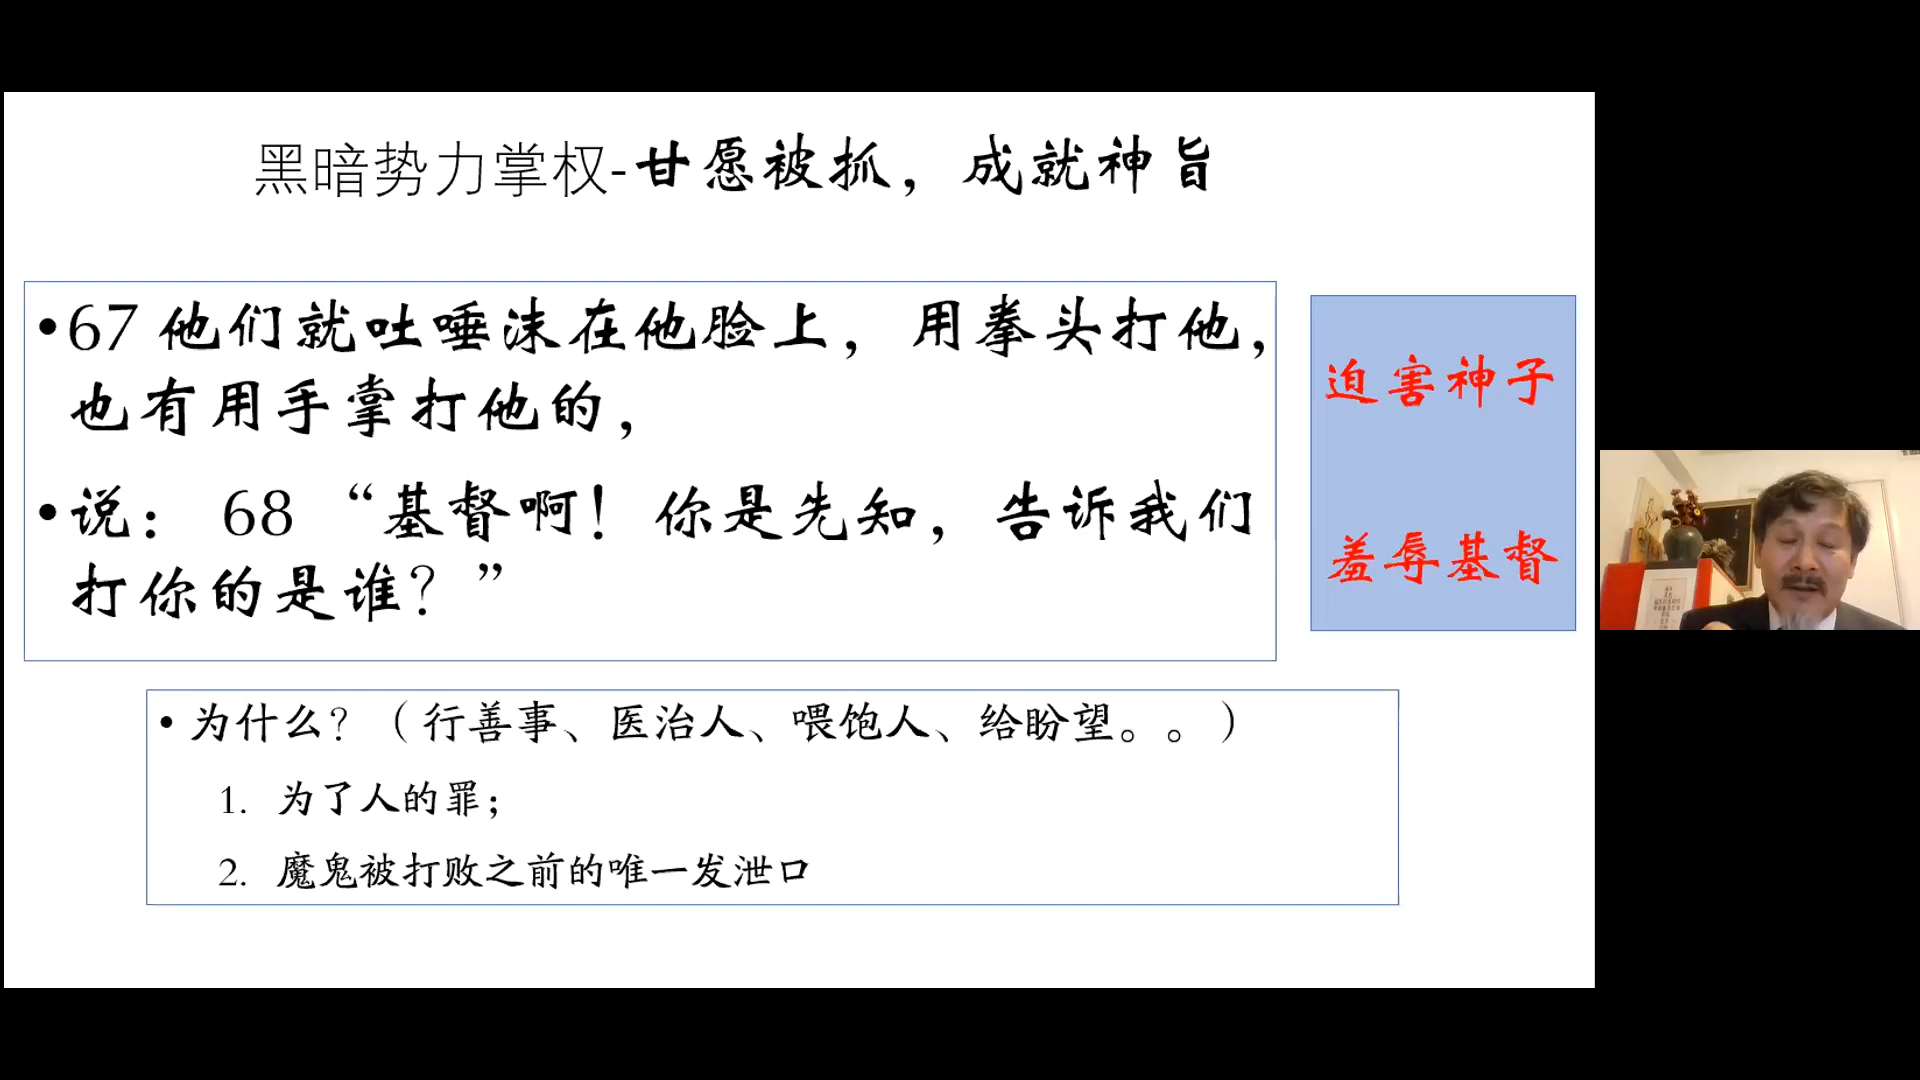 黑暗势力掌权-甘愿被抓，成就神旨
•67 他们就吐唾沫在他脸上，用拳头打他，
也有用手掌打他的，
•说： 68 “基督啊！你是先知，告诉我们
打你的是谁？”
迫害神子
羞辱基督
• 为什么？（行善事、医治人、喂饱人、给盼望。。）
1. 为了人的罪；
2. 魔鬼被打败之前的唯一发泄口